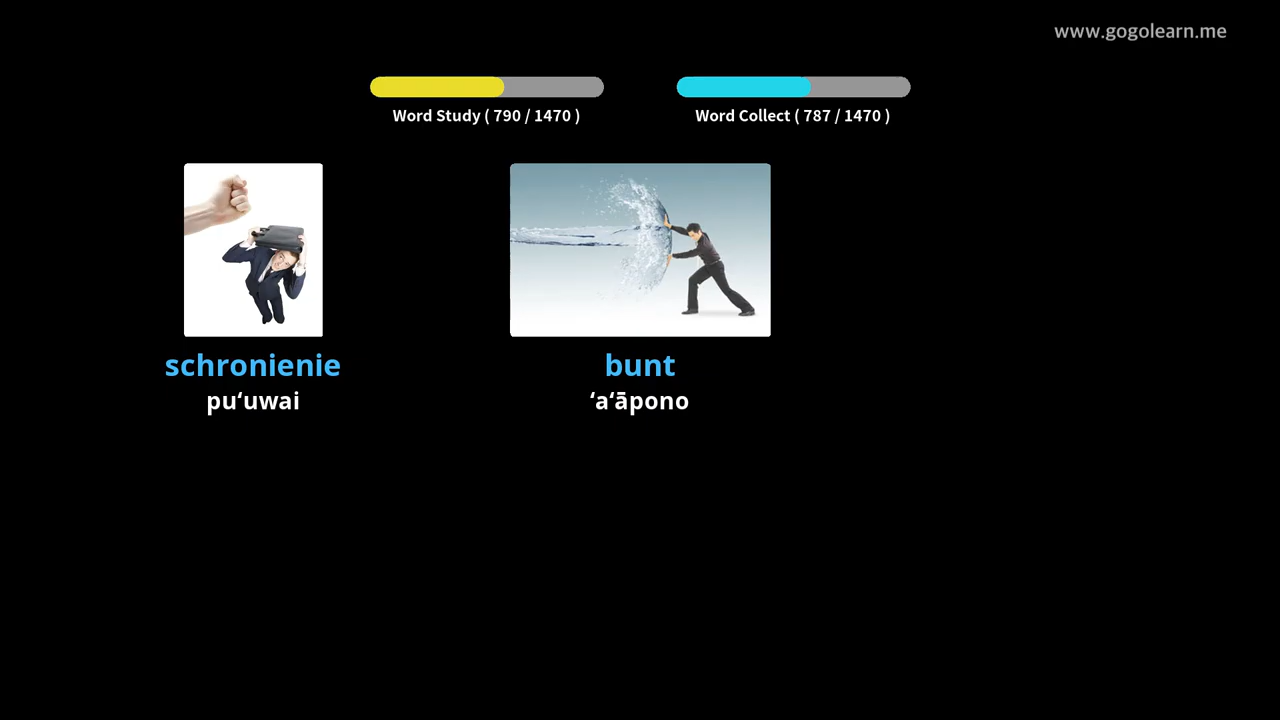 www.gogolearn.me
Word Study ( 790 / 1470 )
Word Collect ( 787 / 1470 )
schronienie
puʻuwai
bunt
ʻaʻāpono